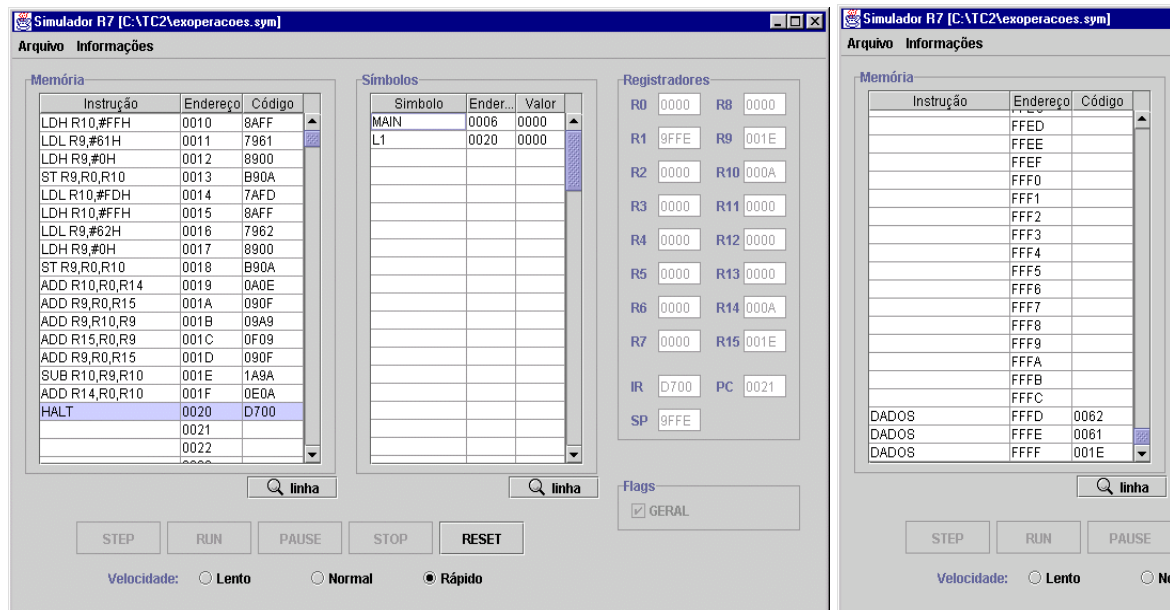 Simulador R7 [C:\TC2\exoperacoes.sym]
Arquivo Informações
Memória
Instrução Endereço Código
LDH R10,#FFH 0010 8AFF
LDL R9,#61H 0011 7961
LDH R9,#0H 0012 8900
ST R9,R0,R10 0013 B90A
LDL R10,#FDH 0014 7AFD
LDH R10,#FFH 0015 8AFF
LDL R9,#62H 0016 7962
LDH R9,#0H 0017 8900
ST R9,R0,R10 0018 B90A
ADD R10,R0,R14 0019 0A0E
ADD R9,R0,R15 001A 090F
ADD R9,R10,R9 001B 09A9
ADD R15,R0,R9 001C 0F09
ADD R9,R0,R15 001D 090F
SUB R10,R9,R10 001E 1A9A
ADD R14,R0,R10 001F 0E0A
HALT 0020 D700
0021
0022
linha
Símbolos
Simbolo Ender... Valor
MAIN 0006 0000
L1 0020 0000
linha
Registradores
R0 0000 R8 0000
R1 9FFE R9 001E
R2 0000 R10 000A
R3 0000 R11 0000
R4 0000 R12 0000
R5 0000 R13 0000
R6 0000 R14 000A
R7 0000 R15 001E
IR D700 PC 0021
SP 9FFE
Flags
GERAL
STEP RUN PAUSE STOP RESET
Velocidade: Lento Normal Rápido
Simulador R7 [C:\TC2\exoperacoes.sym]
Arquivo Informações
Memória
Instrução Endereço Código
FFED
FFEE
FFEF
FFF0
FFF1
FFF2
FFF3
FFF4
FFF5
FFF6
FFF7
FFF8
FFF9
FFFA
FFFB
FFFC
DADOS FFFD 0062
DADOS FFFE 0061
DADOS FFFF 001E
linha
STEP RUN PAUSE
Velocidade: Lento